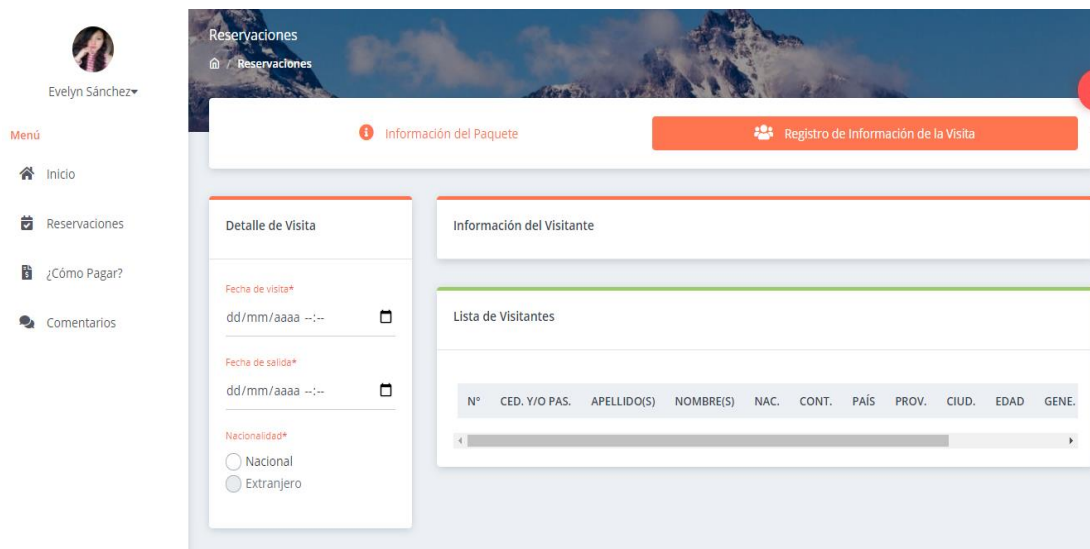 Reservaciones
/ Reservaciones
Evelyn Sánchez
Menú
Inicio
Reservaciones
¿Cómo Pagar?
Comentarios
Información del Paquete
Registro de Información de la Visita
Detalle de Visita
Fecha de visita*
dd/mm/aaaa --:--
Fecha de salida*
dd/mm/aaaa --:--
Nacionalidad*
Nacional
Extranjero
Información del Visitante
Lista de Visitantes
N° CED. Y/O PAS. APELLIDO(S) NOMBRE(S) NAC. CONT. PAÍS PROV. CIUD. EDAD GENE.